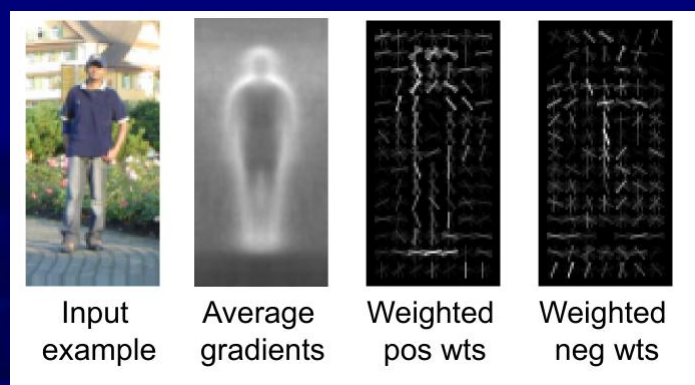 Input
example
Average
gradients
Weighted
pos wts
Weighted
neg wts